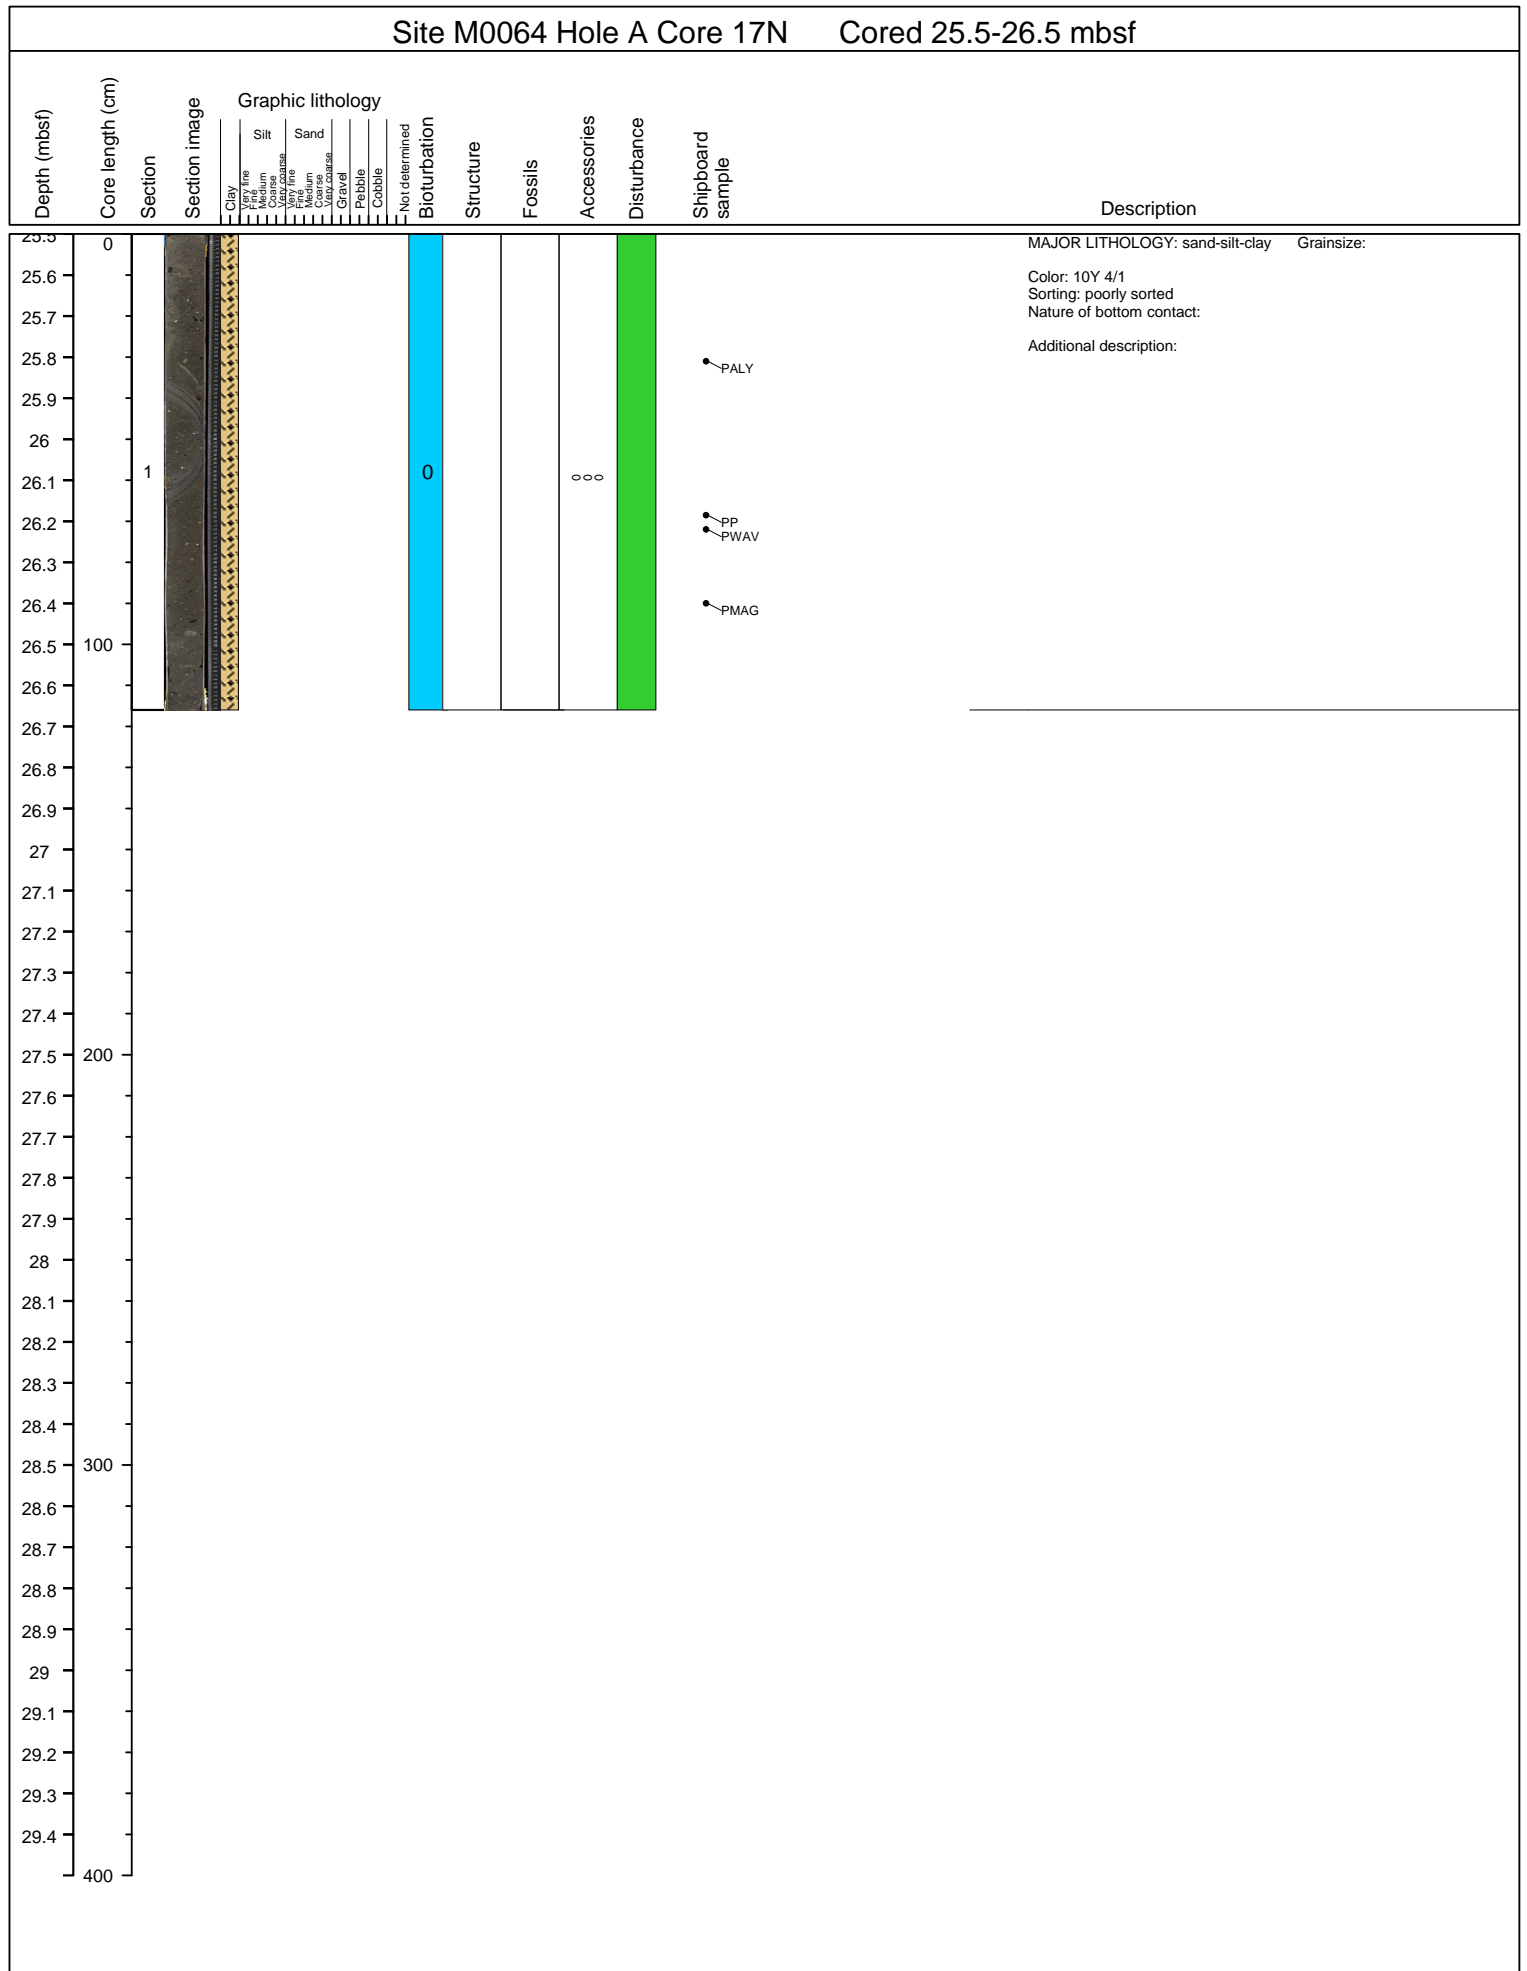 Site M0064 Hole A Core 17N Cored 25.5-26.5 mbsf
Depth (mbsf)
Core length (cm)
Section
Section image
Graphic lithology
Clay
Silt
Very fine
Fine
Medium
Coarse
Very coarse
Sand
Very fine
Fine
Medium
Coarse
Very coarse
Gravel
Pebble
Cobble
Not determined
Bioturbation
Structure
Fossils
Accessories
Disturbance
Shipboard
sample
Description
25.5 0
MAJOR LITHOLOGY: sand-silt-clay Grainsize:
25.6
Color: 10Y 4/1
Sorting: poorly sorted
25.7
Nature of bottom contact:
Additional description:
25.8
PALY
25.9
26
1 0
26.1
26.2
PP
PWAV
26.3
26.4
PMAG
26.5 100
26.6
26.7
26.8
26.9
27
27.1
27.2
27.3
27.4
27.5 200
27.6
27.7
27.8
27.9
28
28.1
28.2
28.3
28.4
28.5 300
28.6
28.7
28.8
28.9
29
29.1
29.2
29.3
29.4
400